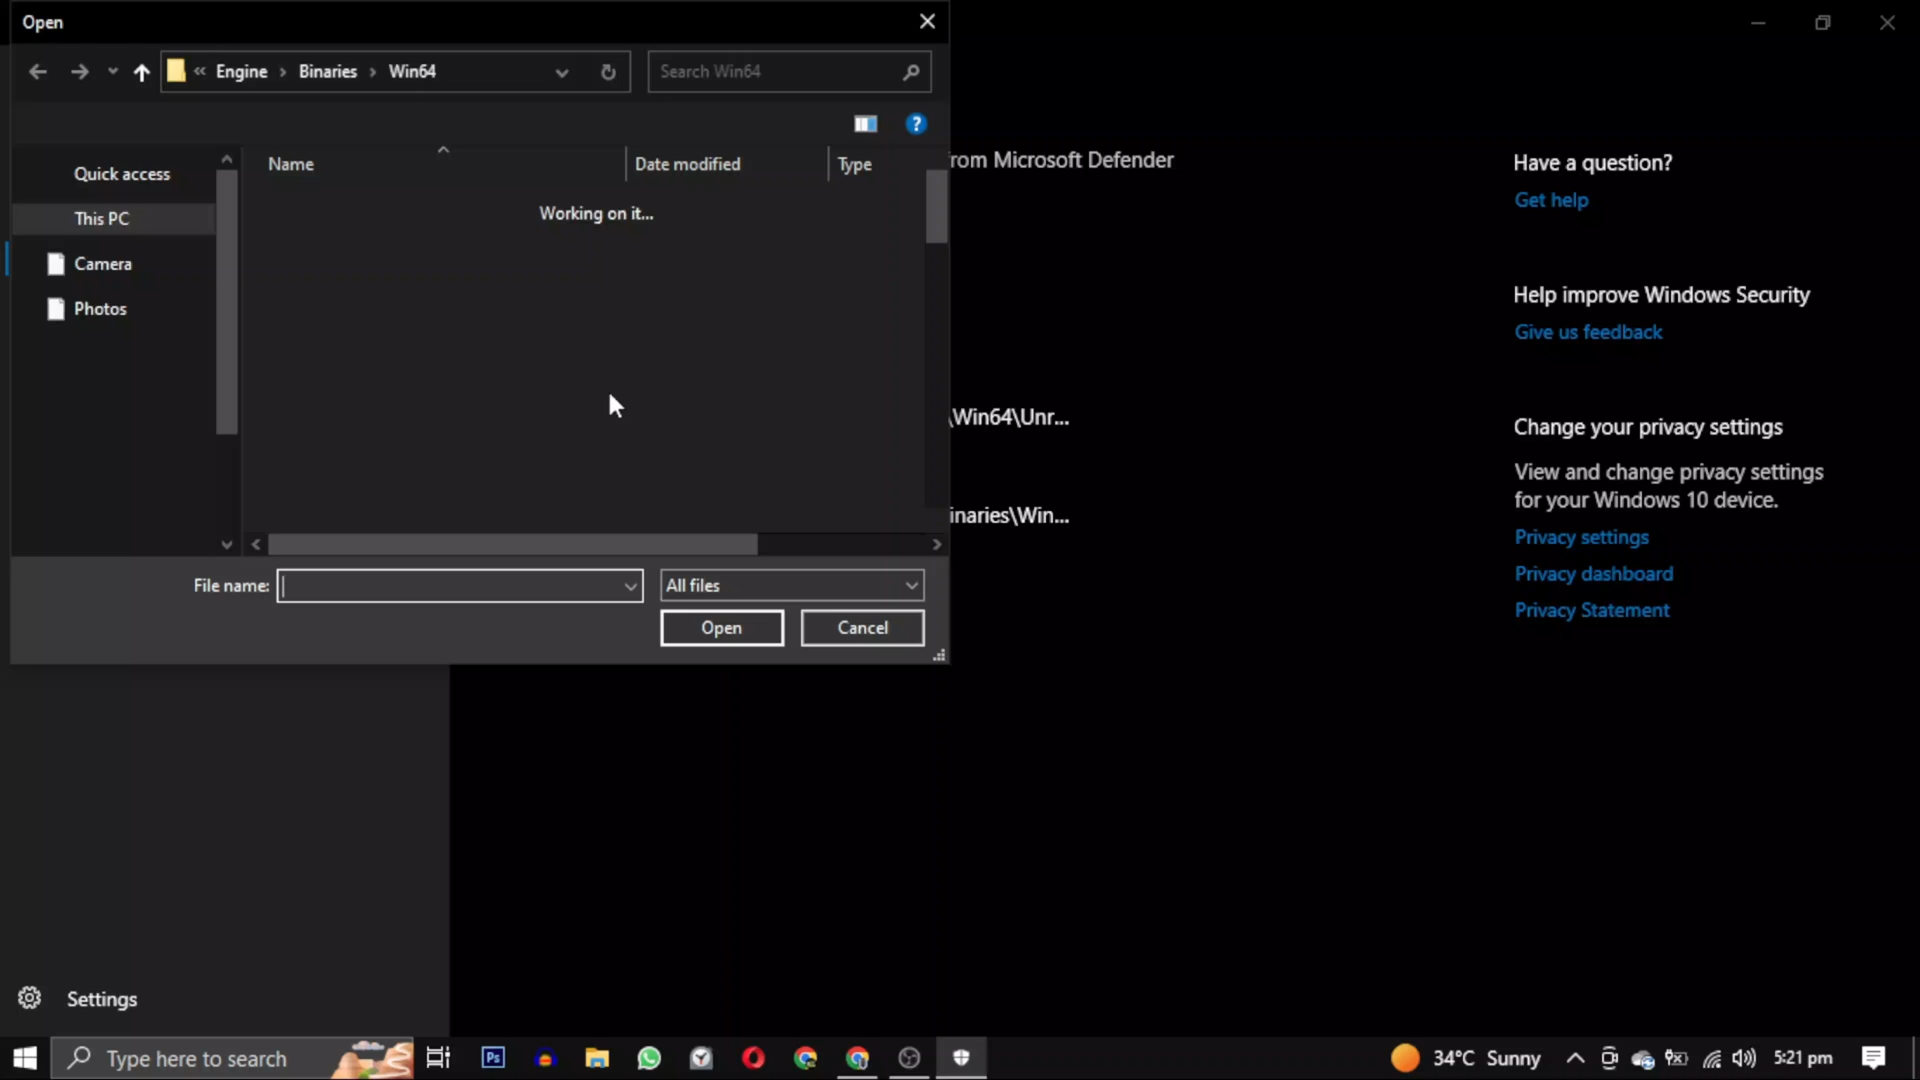 Open
« Engine > Binaries > Win64
Search Win64
?
Name
Date modified
Type
Quick access
This PC
Camera
Photos
Working on it...
File name:
All files
Open
Cancel
rom Microsoft Defender
\Win64\Unr...
inaries\Win...
Have a question?
Get help
Help improve Windows Security
Give us feedback
Change your privacy settings
View and change privacy settings
for your Windows 10 device.
Privacy settings
Privacy dashboard
Privacy Statement
Settings
Type here to search
Ps
34°C Sunny
5:21 pm